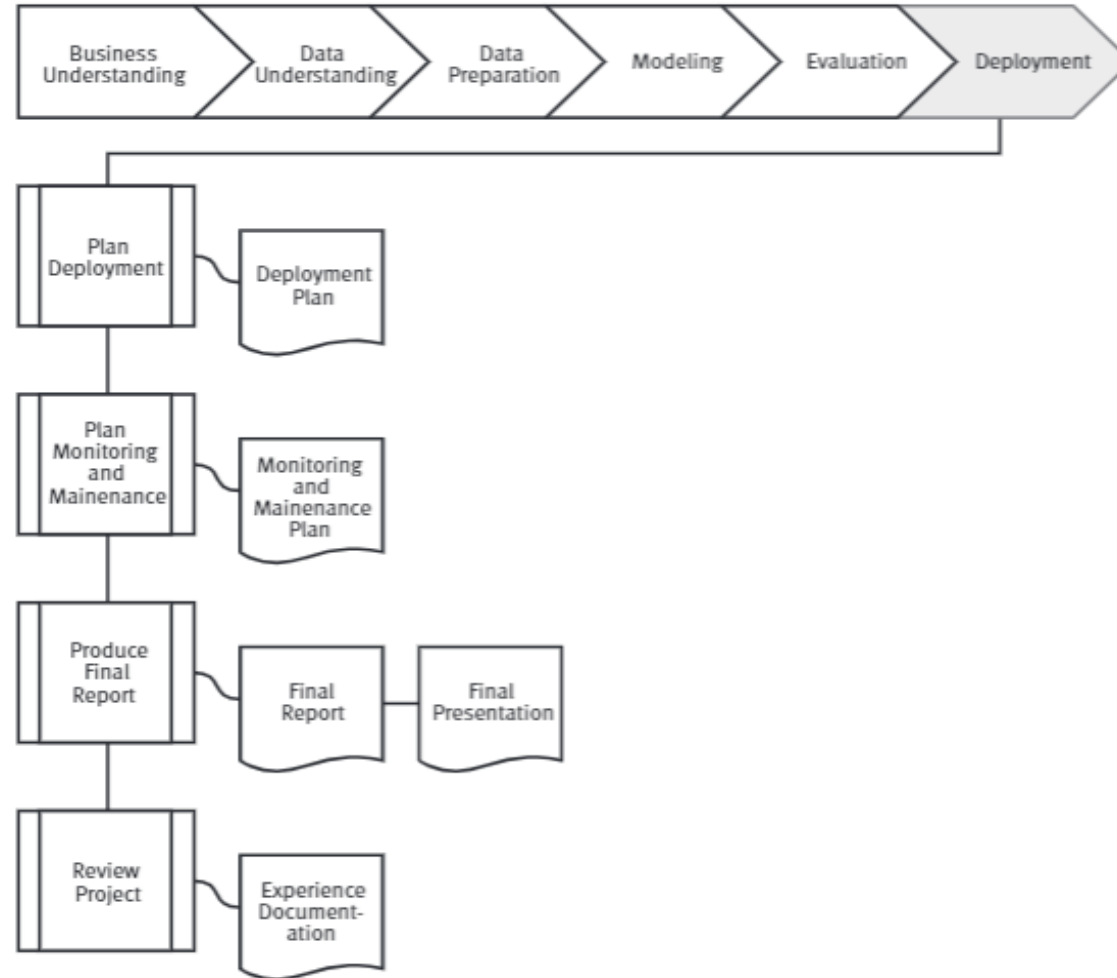 Business
Understanding
Data
Understanding
Data
Preparation
Modeling
Evaluation
Deployment
Plan
Deployment
Deployment
Plan
Plan
Monitoring
and
Mainenance
Monitoring
and
Mainenance
Plan
Produce
Final
Report
Final
Report
Final
Presentation
Review
Project
Experience
Document-
ation